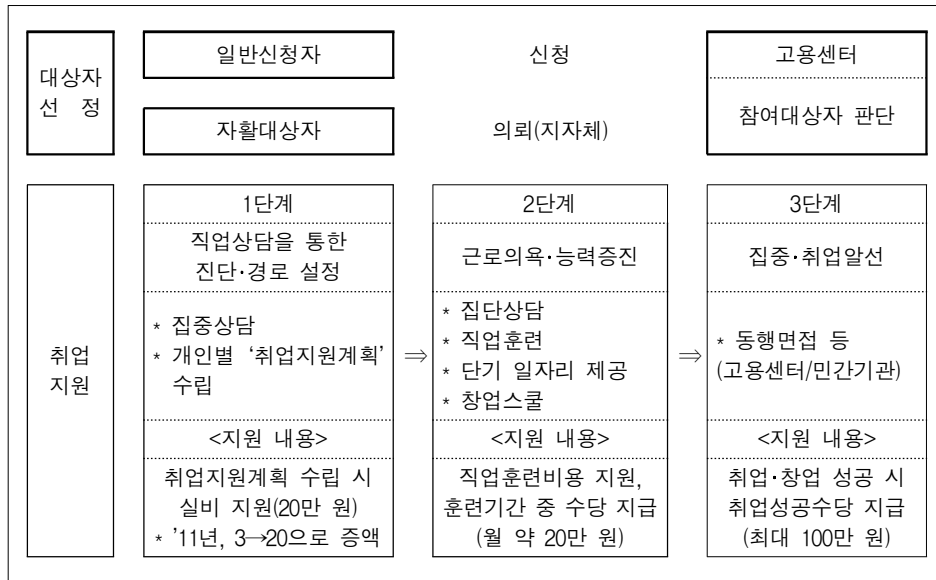 대상자
선 정
일반신청자
자활대상자
신청
의뢰(지자체)
고용센터
참여대상자 판단
취업
지원
1단계
직업상담을 통한
진단·경로 설정
* 집중상담
* 개인별 ‘취업지원계획’
수립
<지원 내용>
취업지원계획 수립 시
실비 지원(20만 원)
* ’11년, 3→20으로 증액
⇒
2단계
근로의욕·능력증진
* 집단상담
* 직업훈련
* 단기 일자리 제공
* 창업스쿨
<지원 내용>
직업훈련비용 지원,
훈련기간 중 수당 지급
(월 약 20만 원)
⇒
3단계
집중·취업알선
* 동행면접 등
(고용센터/민간기관)
<지원 내용>
취업·창업 성공 시
취업성공수당 지급
(최대 100만 원)